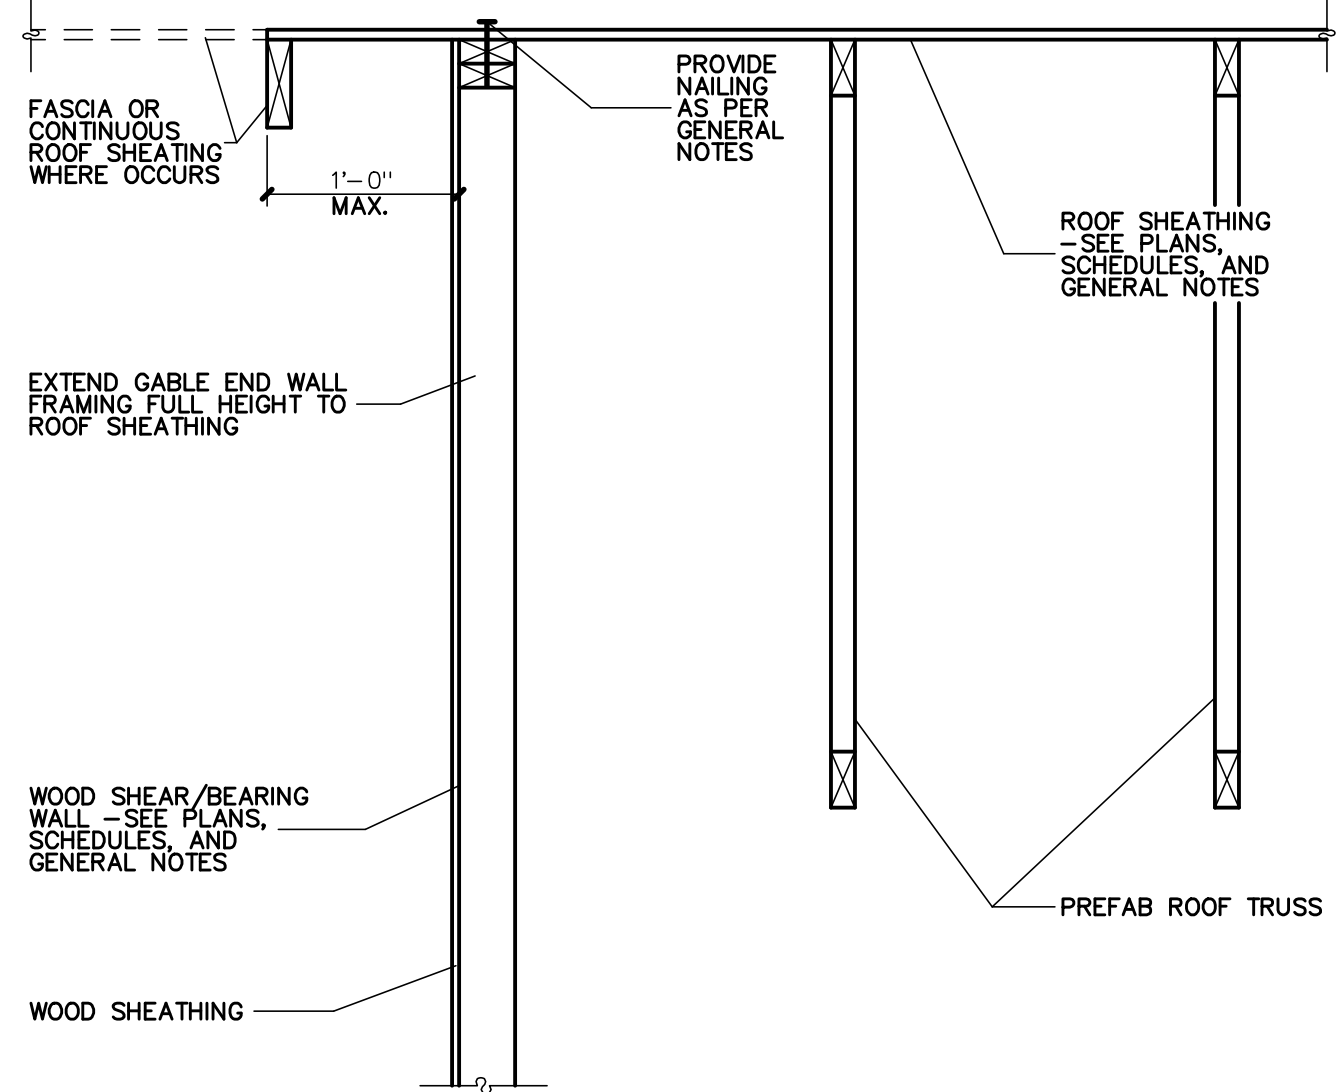 FASCIA OR
CONTINUOUS
ROOF SHEATING
WHERE OCCURS
1'-0"
MAX.
PROVIDE
NAILING
AS PER
GENERAL
NOTES
ROOF SHEATHING
-SEE PLANS,
SCHEDULES, AND
GENERAL NOTES
EXTEND GABLE END WALL
FRAMING FULL HEIGHT TO
ROOF SHEATHING
WOOD SHEAR/BEARING
WALL -SEE PLANS,
SCHEDULES, AND
GENERAL NOTES
PREFAB ROOF TRUSS
WOOD SHEATHING